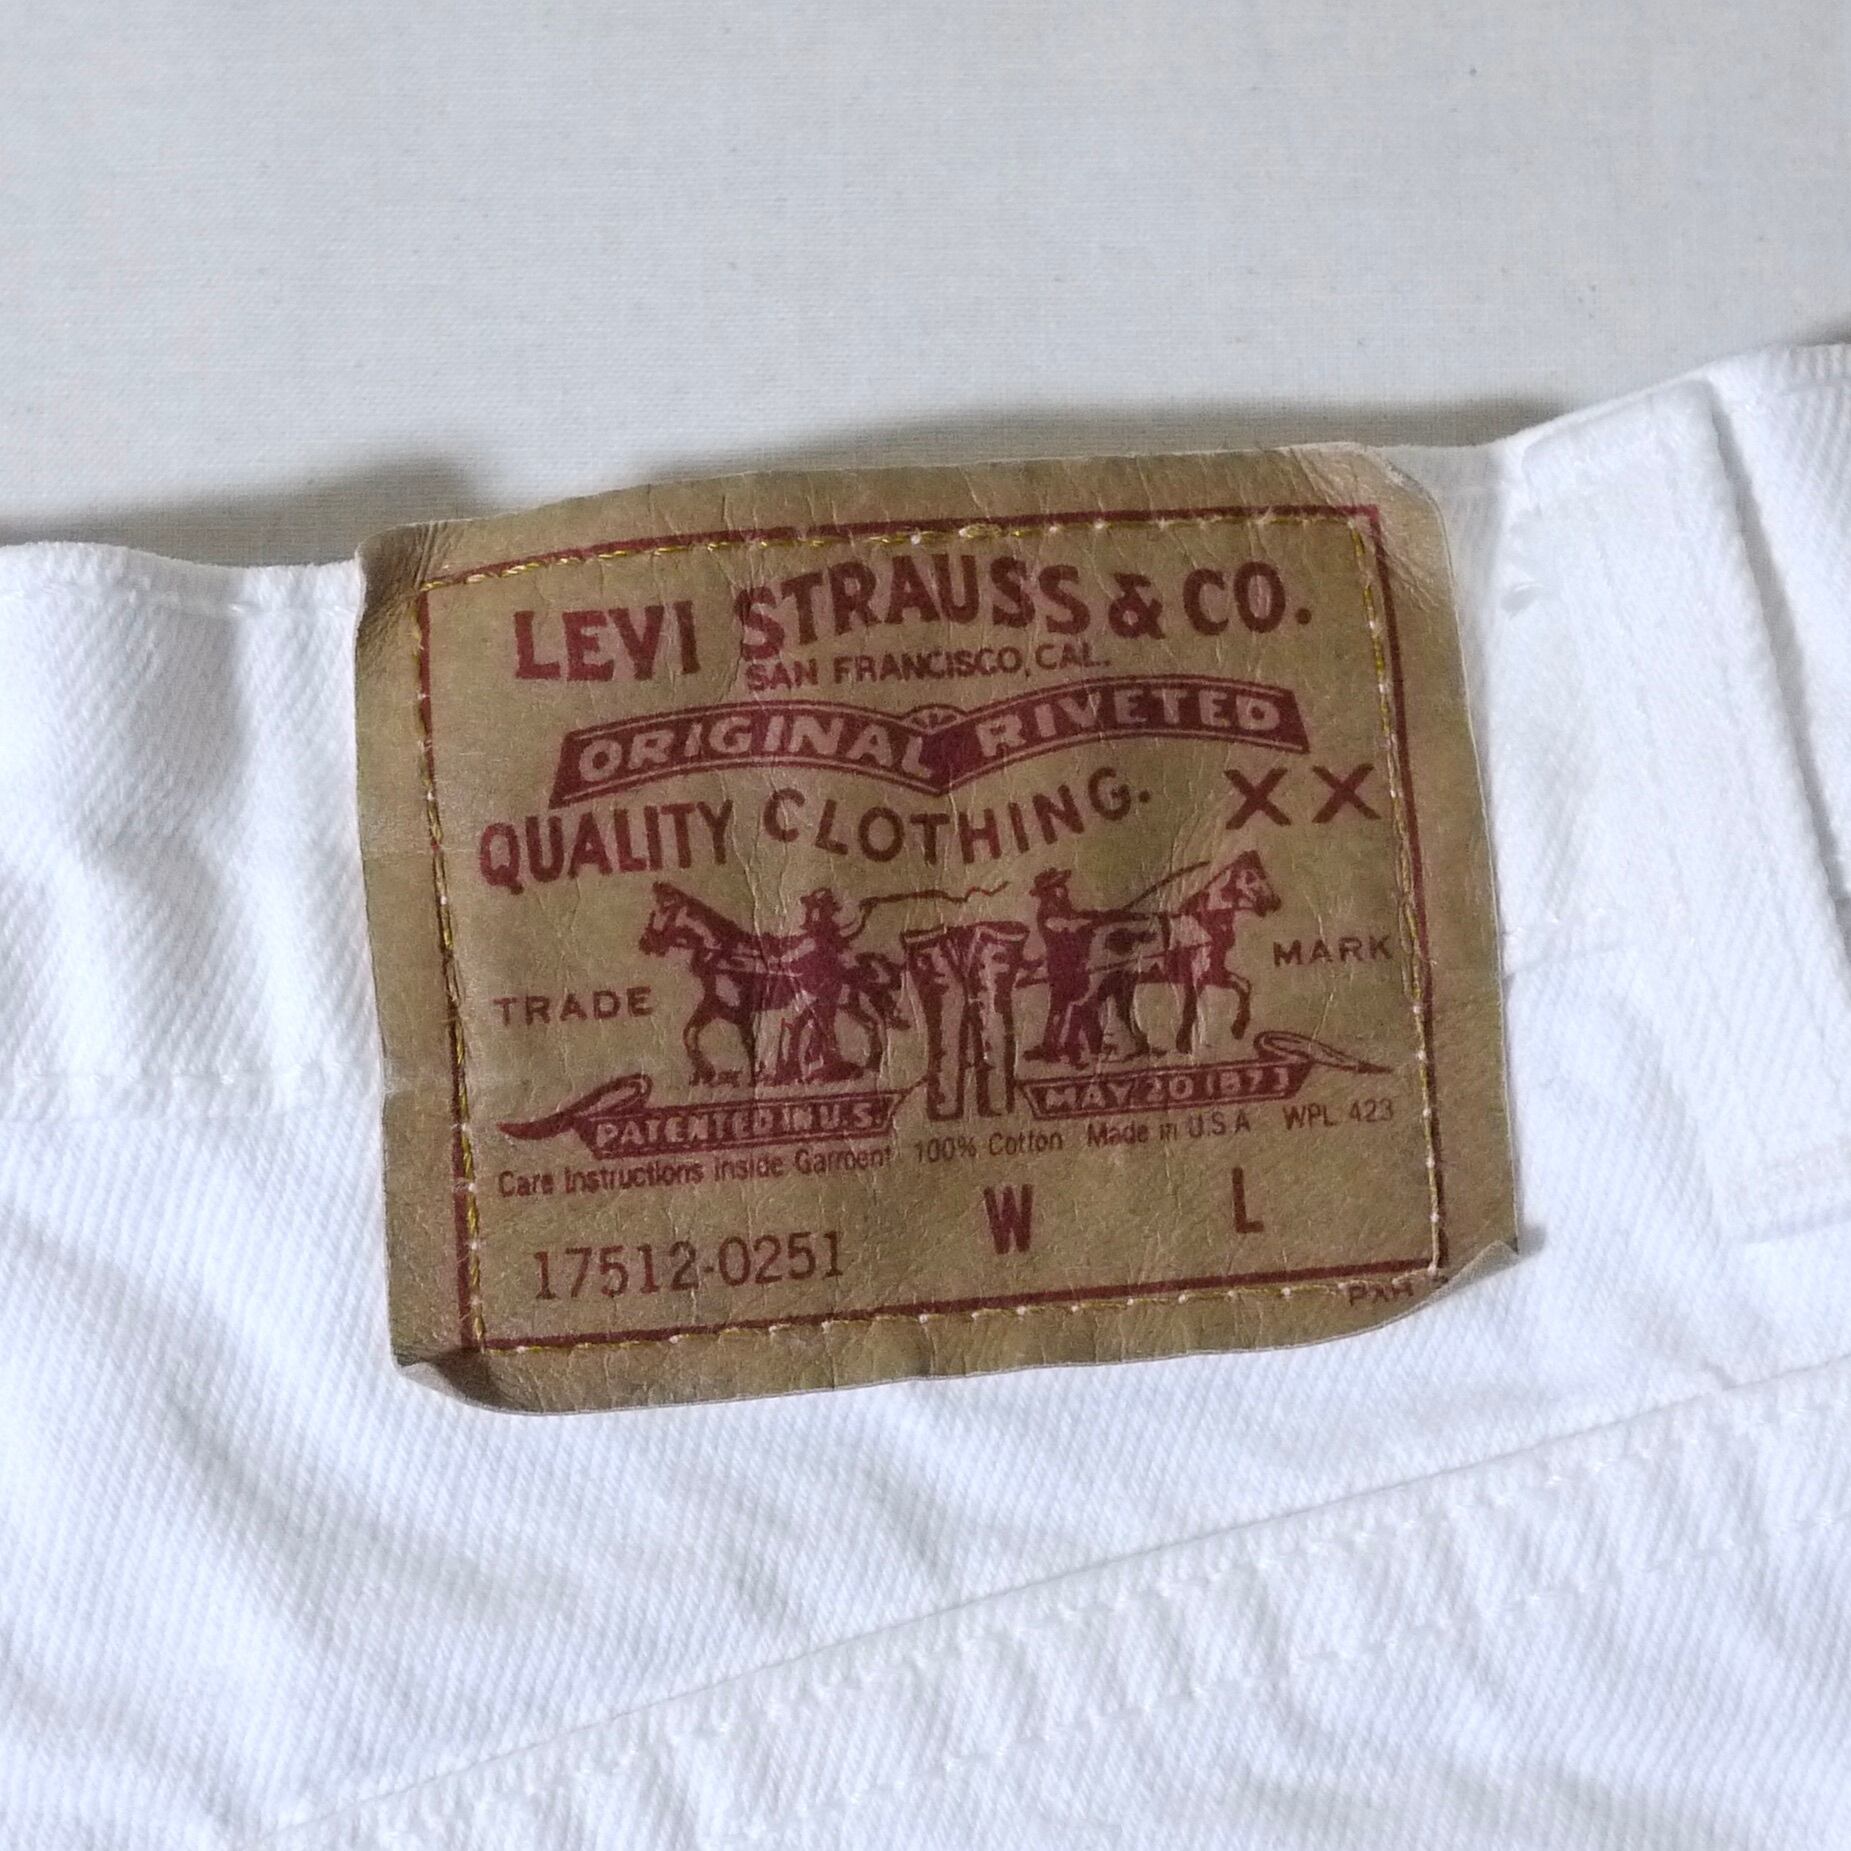 LEVI STRAUSS & CO.
SAN FRANCISCO, CAL.
ORIGINAL RIVETED
QUALITY CLOTHING. XX
TRADE MARK
PATENTED IN U.S. MAY 20 1873
Care Instructions inside Garment 100% Cotton Made in U.S.A WPL 423
W L
17512-0251